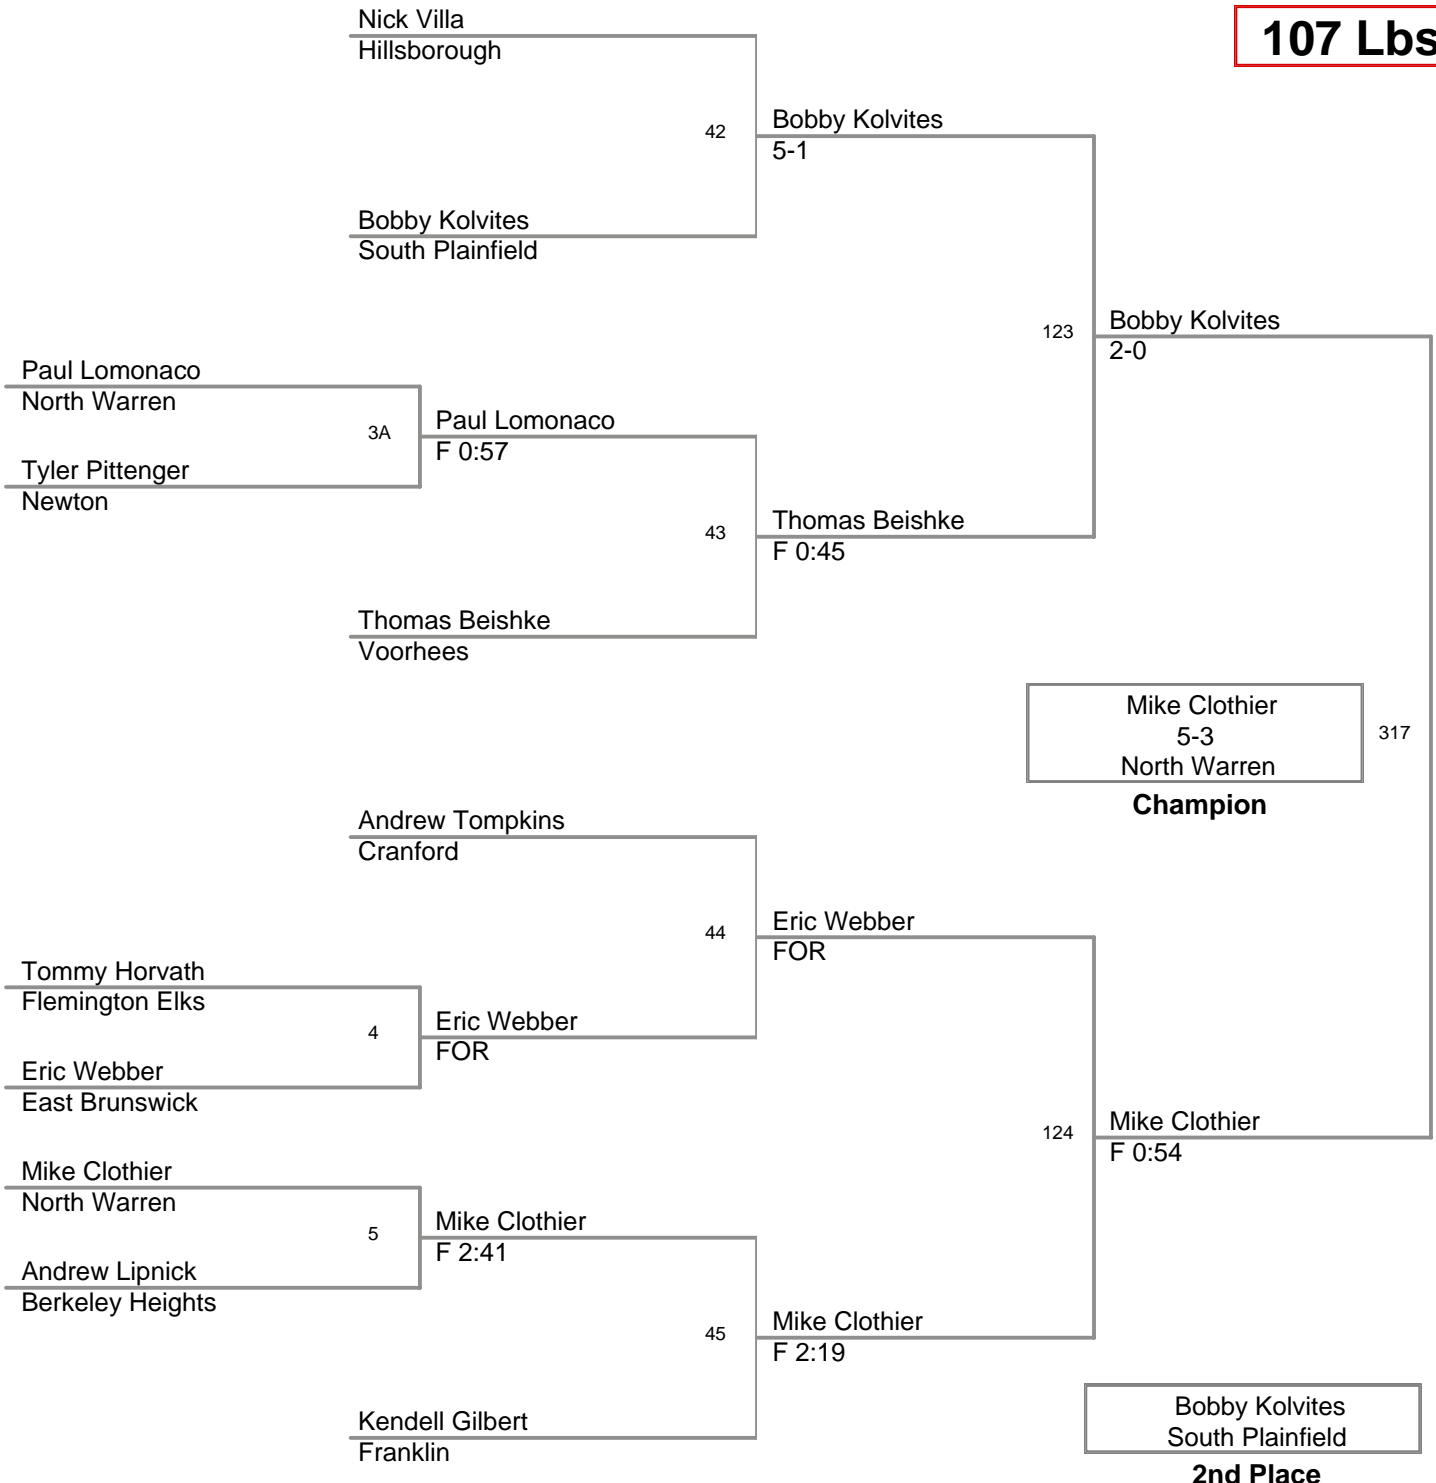 Nick Villa
Hillsborough
107 Lbs
42
Bobby Kolvites
5-1
Bobby Kolvites
South Plainfield
123
Bobby Kolvites
2-0
Paul Lomonaco
North Warren
3A
Paul Lomonaco
F 0:57
Tyler Pittenger
Newton
43
Thomas Beishke
F 0:45
Thomas Beishke
Voorhees
Mike Clothier
5-3
North Warren
317
Champion
Andrew Tompkins
Cranford
44
Eric Webber
FOR
Tommy Horvath
Flemington Elks
4
Eric Webber
FOR
Eric Webber
East Brunswick
124
Mike Clothier
F 0:54
Mike Clothier
North Warren
5
Mike Clothier
F 2:41
Andrew Lipnick
Berkeley Heights
45
Mike Clothier
F 2:19
Kendell Gilbert
Franklin
Bobby Kolvites
South Plainfield
2nd Place